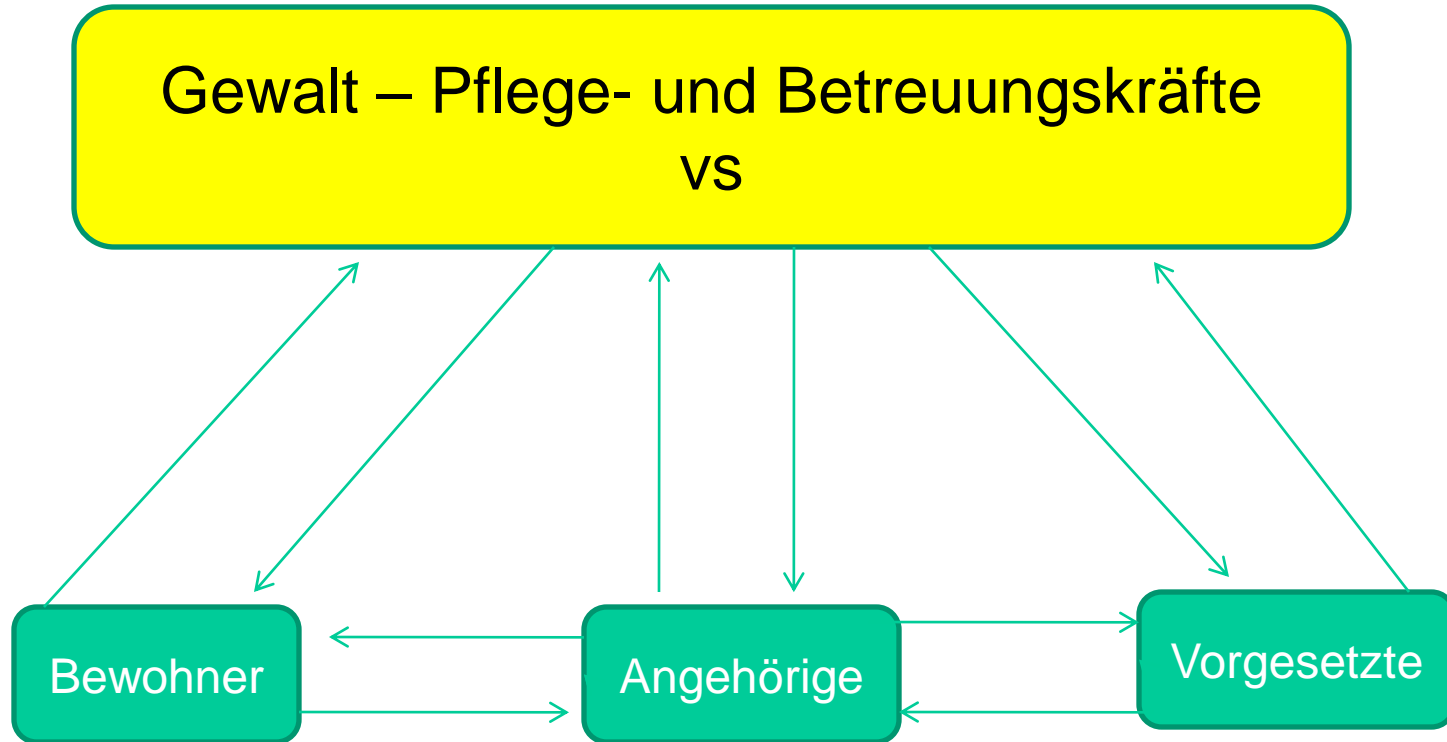 Gewalt – Pflege- und Betreuungskräfte
vs
Bewohner
Angehörige
Vorgesetzte